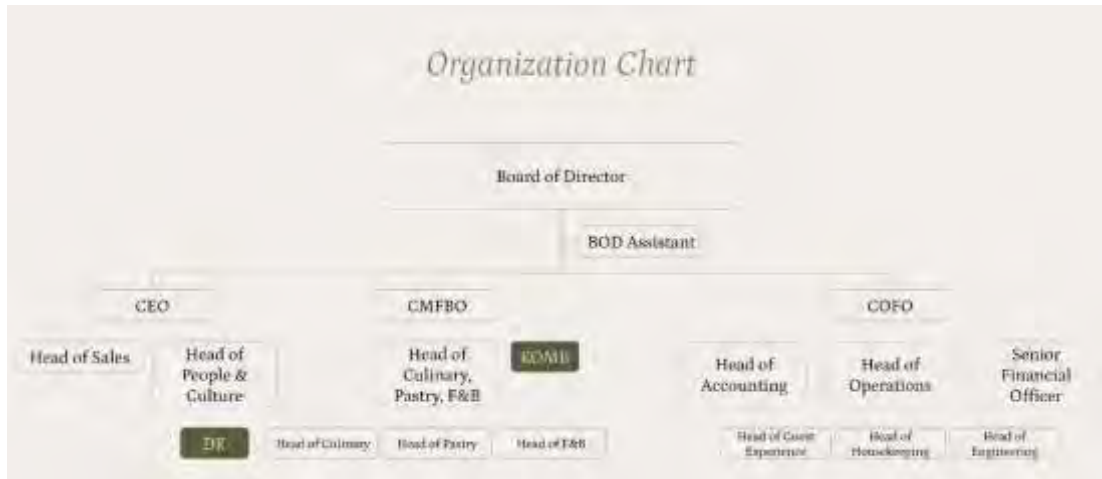 Organization Chart
Board of Director
BOD Assistant
CEO
CMFBO
COFO
Head of Sales
Head of
People &
Culture
Head of
Culinary,
Pastry, F&B
Head of
Accounting
Head of
Operations
Senior
Financial
Officer
Head of Culinary
Head of Pastry
Head of F&B
Head of Guest
Experience
Head of
Housekeeping
Head of
Engineering